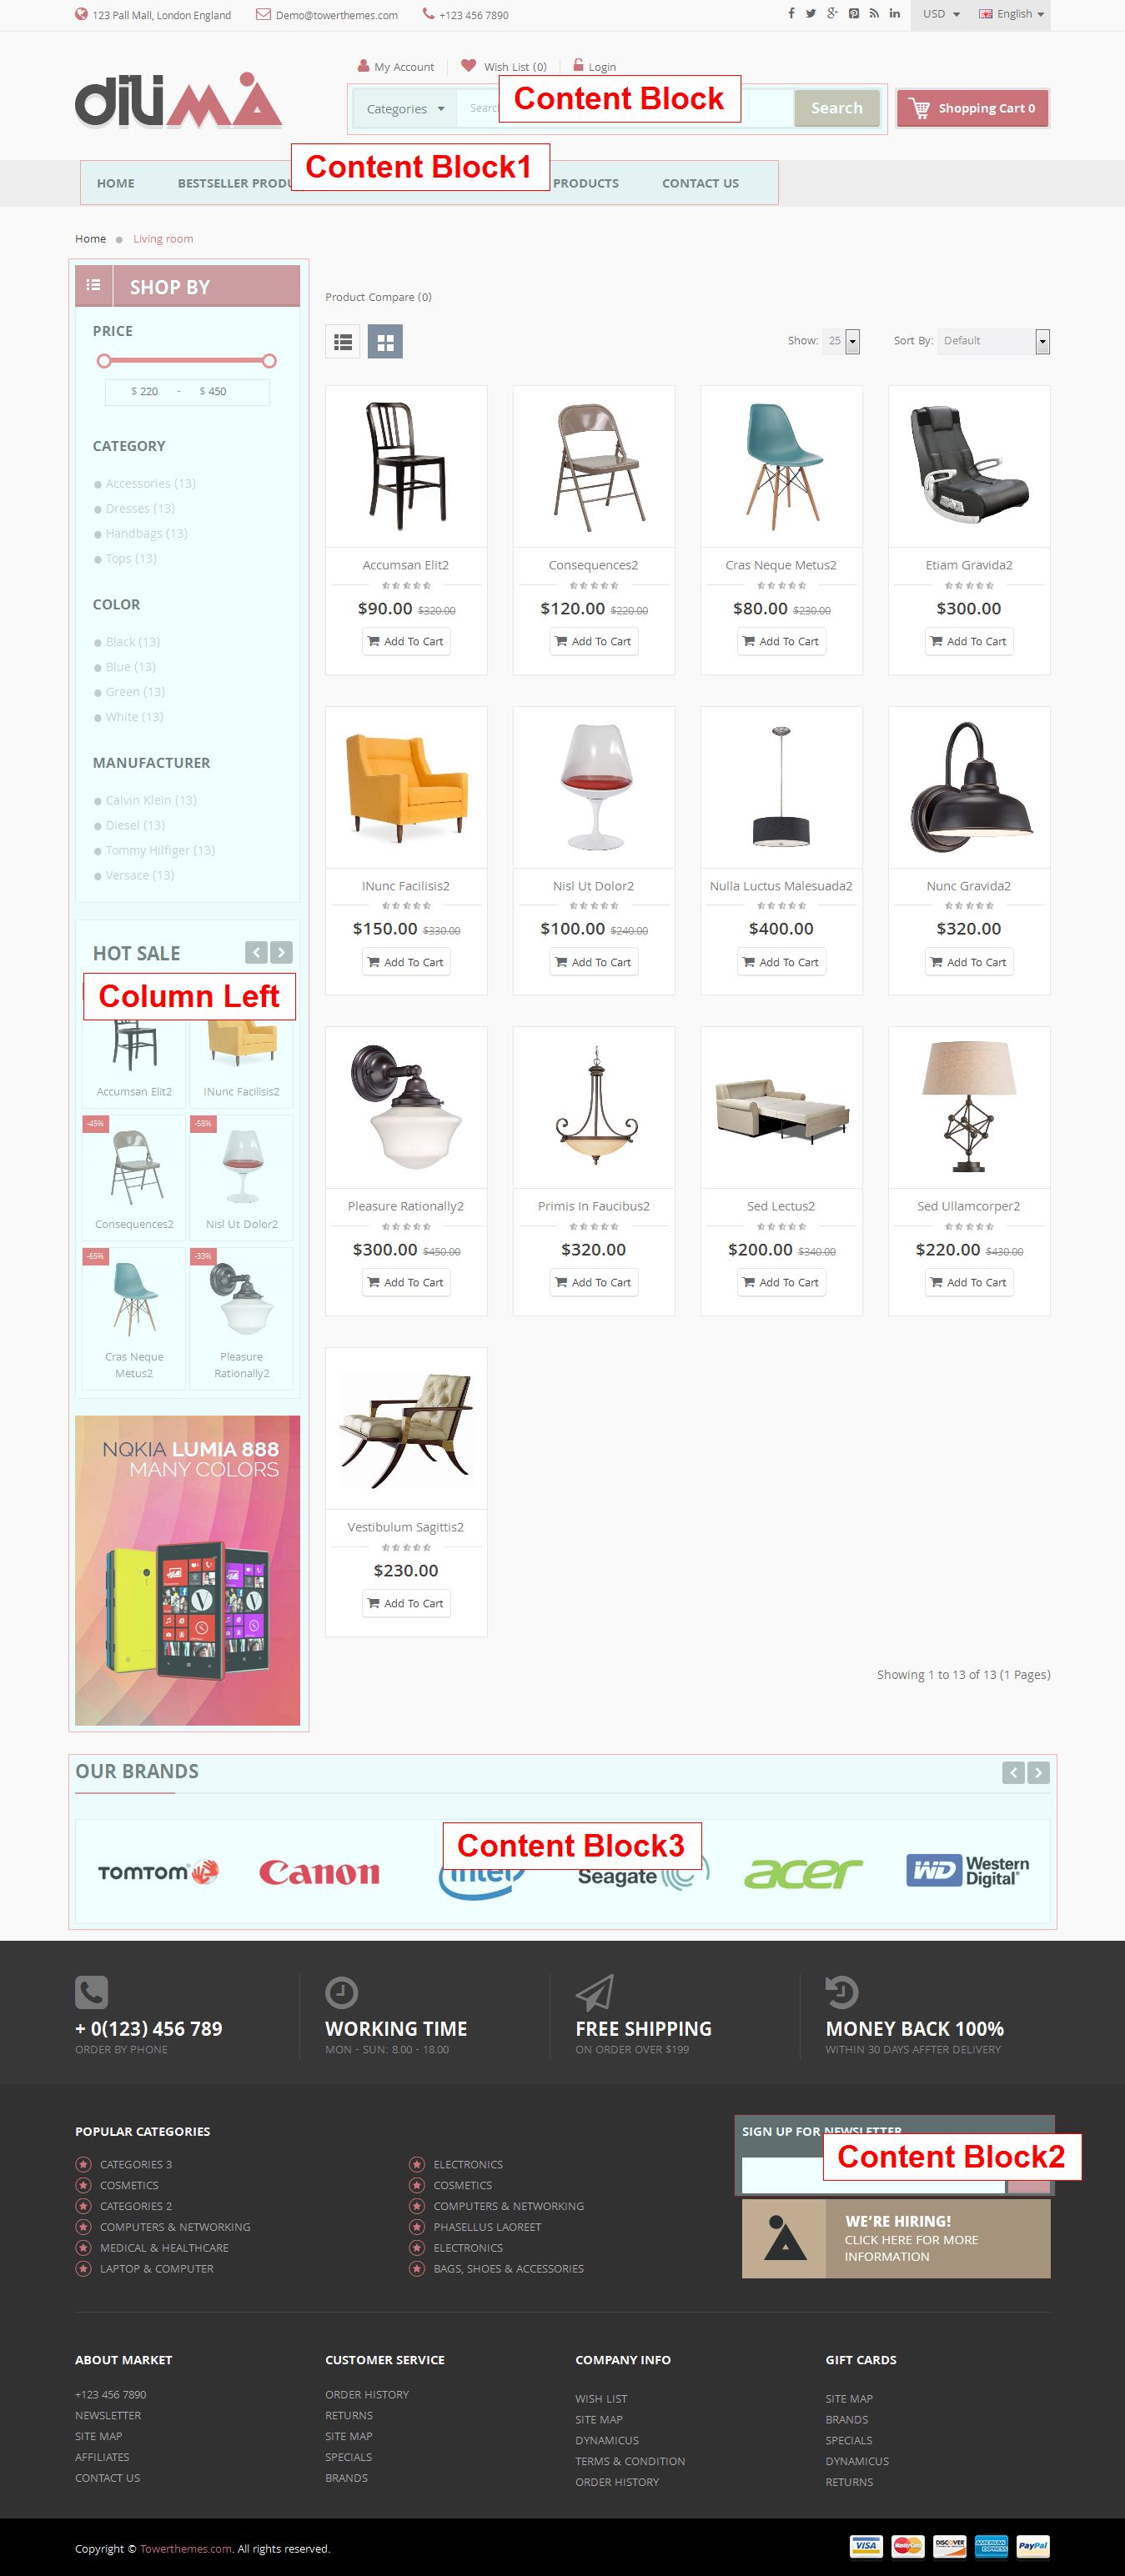 123 Pall Mall, London England Demo@towerthemes.com +123 456 7890 USD English
My Account Wish List (0) Login
diLiMA
Categories Content Block Search Shopping Cart 0
Content Block1
HOME BESTSELLER PRODUCTS CONTACT US
Home Living room
SHOP BY
PRICE
$ 220 - $ 450
CATEGORY
Accessories (13)
Dresses (13)
Handbags (13)
Tops (13)
COLOR
Black (13)
Blue (13)
Green (13)
White (13)
MANUFACTURER
Calvin Klein (13)
Diesel (13)
Tommy Hilfiger (13)
Versace (13)
HOT SALE
Column Left
Accumsan Elit2 INunc Facilisis2
-45% -58%
Consequences2 Nisl Ut Dolor2
-65% -33%
Cras Neque Pleasure
Metus2 Rationally2
NOKIA LUMIA 888
MANY COLORS
Product Compare (0)
Show: 25 Sort By: Default
Accumsan Elit2 Consequences2 Cras Neque Metus2 Etiam Gravida2
$90.00 $320.00 $120.00 $220.00 $80.00 $230.00 $300.00
Add To Cart Add To Cart Add To Cart Add To Cart
INunc Facilisis2 Nisl Ut Dolor2 Nulla Luctus Malesuada2 Nunc Gravida2
$150.00 $330.00 $100.00 $240.00 $400.00 $320.00
Add To Cart Add To Cart Add To Cart Add To Cart
Pleasure Rationally2 Primis In Faucibus2 Sed Lectus2 Sed Ullamcorper2
$300.00 $450.00 $320.00 $200.00 $340.00 $220.00 $430.00
Add To Cart Add To Cart Add To Cart Add To Cart
Vestibulum Sagittis2
$230.00
Add To Cart
Showing 1 to 13 of 13 (1 Pages)
OUR BRANDS
Content Block3
TOMTOM Canon intel Seagate acer WD Western Digital
+ 0(123) 456 789 WORKING TIME FREE SHIPPING MONEY BACK 100%
ORDER BY PHONE MON - SUN: 8.00 - 18.00 ON ORDER OVER $199 WITHIN 30 DAYS AFFTER DELIVERY
POPULAR CATEGORIES
CATEGORIES 3 ELECTRONICS
COSMETICS COSMETICS
CATEGORIES 2 COMPUTERS & NETWORKING
COMPUTERS & NETWORKING PHASELLUS LAOREET
MEDICAL & HEALTHCARE ELECTRONICS
LAPTOP & COMPUTER BAGS, SHOES & ACCESSORIES
SIGN UP FOR NEWSLETTER
Content Block2
WE'RE HIRING!
CLICK HERE FOR MORE
INFORMATION
ABOUT MARKET
+123 456 7890
NEWSLETTER
SITE MAP
AFFILIATES
CONTACT US
CUSTOMER SERVICE
ORDER HISTORY
RETURNS
SITE MAP
SPECIALS
BRANDS
COMPANY INFO
WISH LIST
SITE MAP
DYNAMICUS
TERMS & CONDITION
ORDER HISTORY
GIFT CARDS
SITE MAP
BRANDS
SPECIALS
DYNAMICUS
RETURNS
Copyright © Towerthemes.com. All rights reserved. VISA MasterCard DISCOVER AMERICAN EXPRESS PayPal